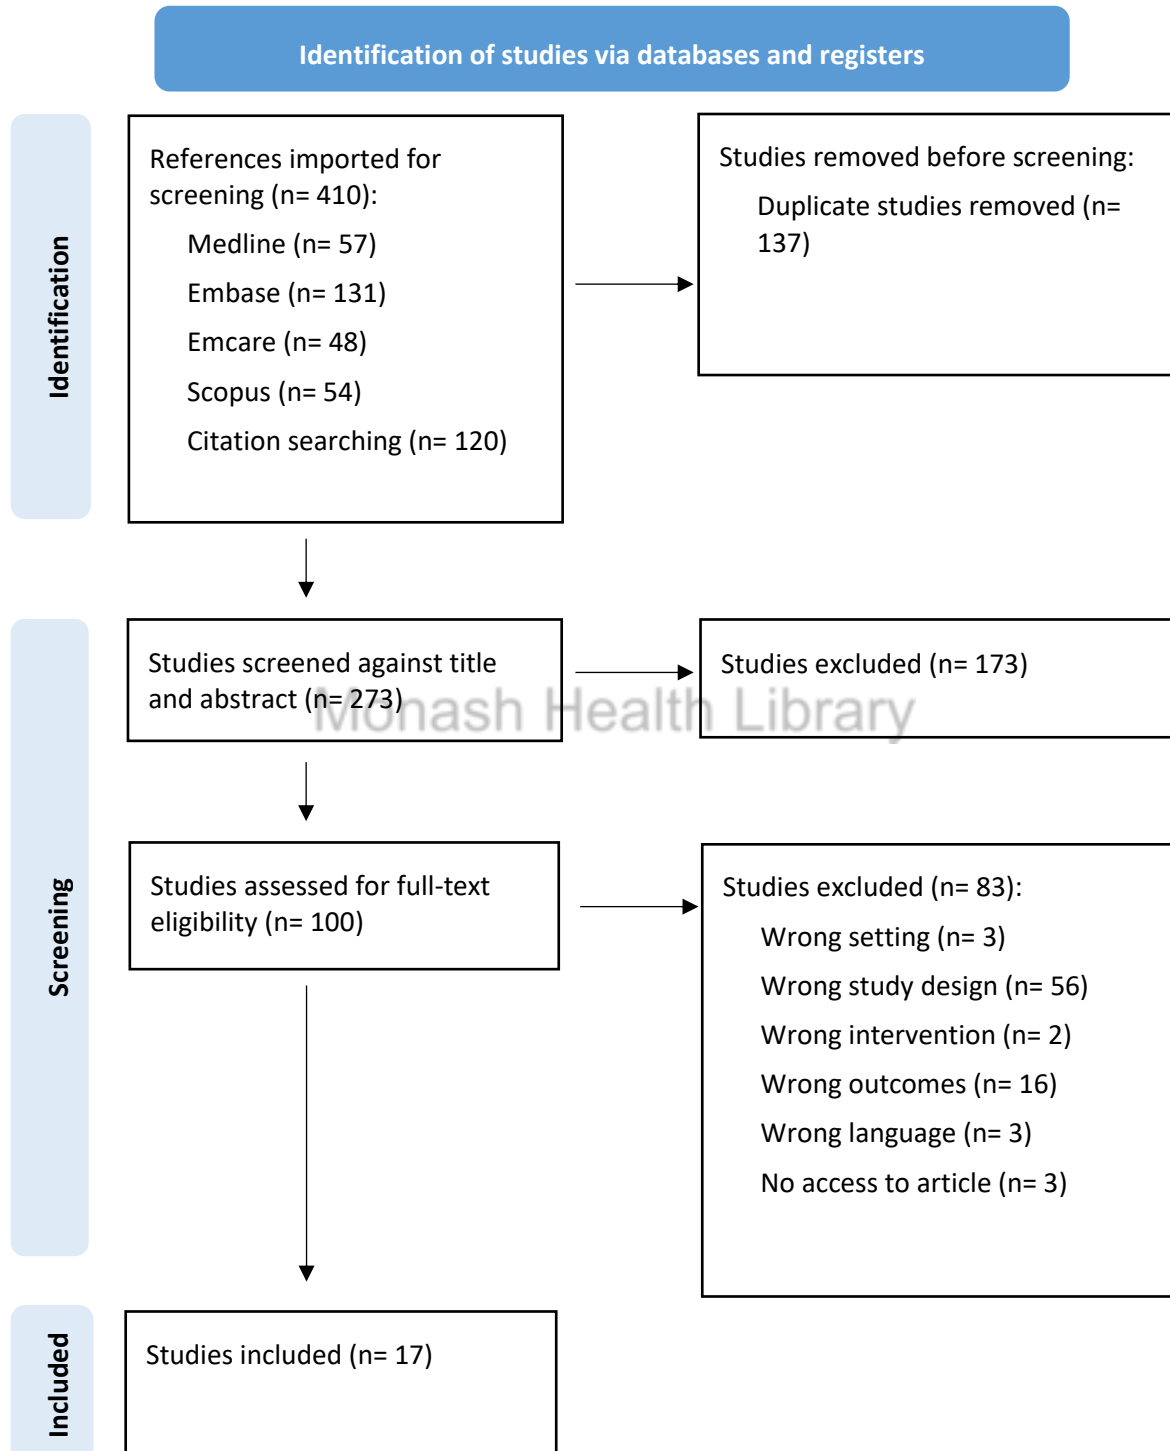 Identification of studies via databases and registers
Identification
References imported for
screening (n= 410):
Medline (n= 57)
Embase (n= 131)
Emcare (n= 48)
Scopus (n= 54)
Citation searching (n= 120)
Studies removed before screening:
Duplicate studies removed (n=
137)
Screening
Studies screened against title
and abstract (n= 273)
Studies excluded (n= 173)
Monash Health Library
Studies assessed for full-text
eligibility (n= 100)
Studies excluded (n= 83):
Wrong setting (n= 3)
Wrong study design (n= 56)
Wrong intervention (n= 2)
Wrong outcomes (n= 16)
Wrong language (n= 3)
No access to article (n= 3)
Included
Studies included (n= 17)